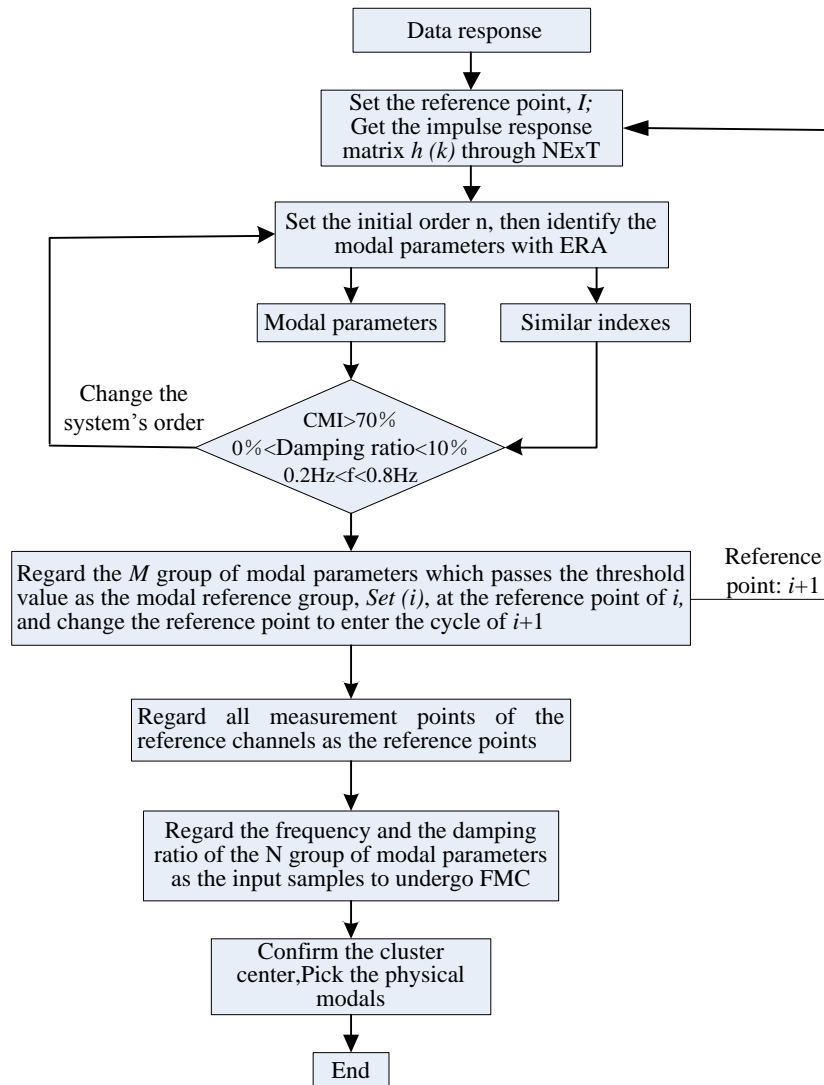 Data response
Set the reference point, I;
Get the impulse response
matrix h (k) through NExT
Set the initial order n, then identify the
modal parameters with ERA
Modal parameters
Similar indexes
Change the
system's order
CMI>70%
0%<Damping ratio<10%
0.2Hz<f<0.8Hz
Regard the M group of modal parameters which passes the threshold
value as the modal reference group, Set (i), at the reference point of i,
and change the reference point to enter the cycle of i+1
Reference
point: i+1
Regard all measurement points of the
reference channels as the reference points
Regard the frequency and the damping
ratio of the N group of modal parameters
as the input samples to undergo FMC
Confirm the cluster
center,Pick the physical
modals
End